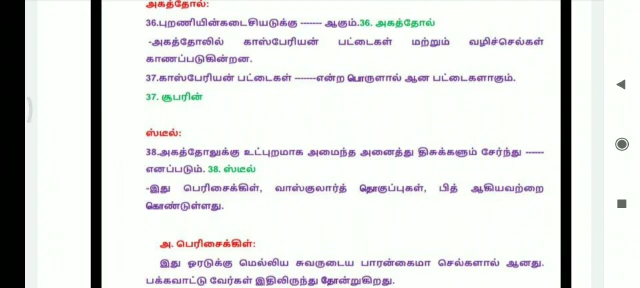 அகத்தோல்:
36.புறணியின்கடைசியடுக்கு ------- ஆகும்.36. அகத்தோல்
-அகத்தோலில் காஸ்பேரியன் பட்டைகள் மற்றும் வழிச்செல்கள்
காணப்படுகின்றன.
37.காஸ்பேரியன் பட்டைகள் -------என்ற பொருளால் ஆன பட்டைகளாகும்.
37. சூபரின்
ஸ்டீல்:
38.அகத்தோலுக்கு உட்புறமாக அமைந்த அனைத்து திசுக்களும் சேர்ந்து ------
எனப்படும். 38. ஸ்டீல்
-இது பெரிசைக்கிள், வாஸ்குலார்த் தொகுப்புகள், பித் ஆகியவற்றை
கொண்டுள்ளது.
அ. பெரிசைக்கிள்:
இது ஓரடுக்கு மெல்லிய சுவருடைய பாரன்கைமா செல்களால் ஆனது.
பக்கவாட்டு வேர்கள் இதிலிருந்து தோன்றுகிறது.